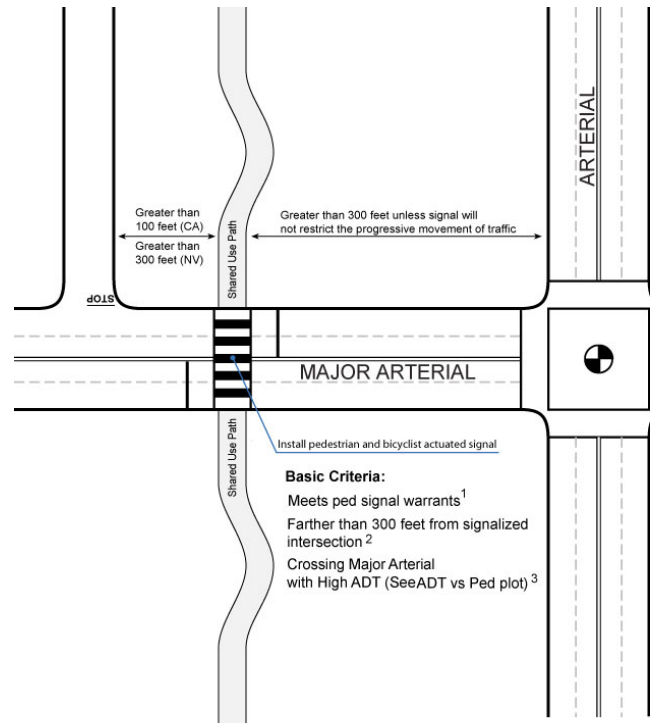 ARTERIAL
Greater than
100 feet (CA)
Greater than
300 feet (NV)
Shared Use Path
Greater than 300 feet unless signal will
not restrict the progressive movement of traffic
STOP
MAJOR ARTERIAL
Shared Use Path
Install pedestrian and bicyclist actuated signal
Basic Criteria:
Meets ped signal warrants1
Farther than 300 feet from signalized
intersection 2
Crossing Major Arterial
with High ADT (SeeADT vs Ped plot) 3